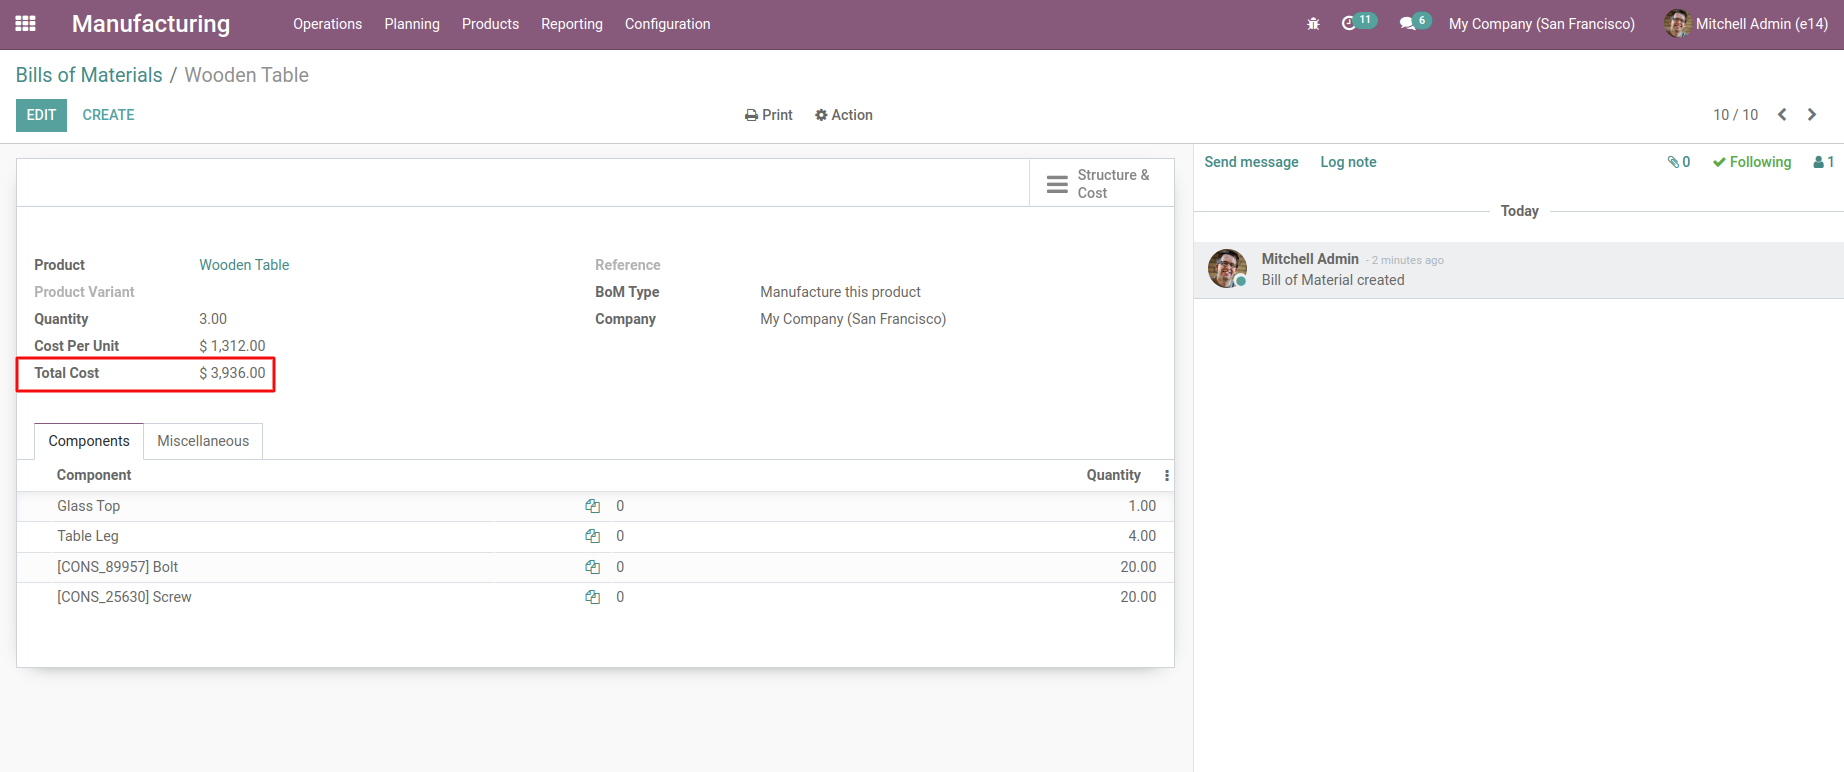 Manufacturing Operations Planning Products Reporting Configuration 11 6 My Company (San Francisco) Mitchell Admin (e14)
Bills of Materials / Wooden Table
EDIT CREATE Print Action 10 / 10
Structure &
Cost
Product Wooden Table Reference
Product Variant BoM Type Manufacture this product
Quantity 3.00 Company My Company (San Francisco)
Cost Per Unit $ 1,312.00
Total Cost $ 3,936.00
Components Miscellaneous
Component Quantity
Glass Top 0 1.00
Table Leg 0 4.00
[CONS_89957] Bolt 0 20.00
[CONS_25630] Screw 0 20.00
Send message Log note 0 Following 1
Today
Mitchell Admin - 2 minutes ago
Bill of Material created